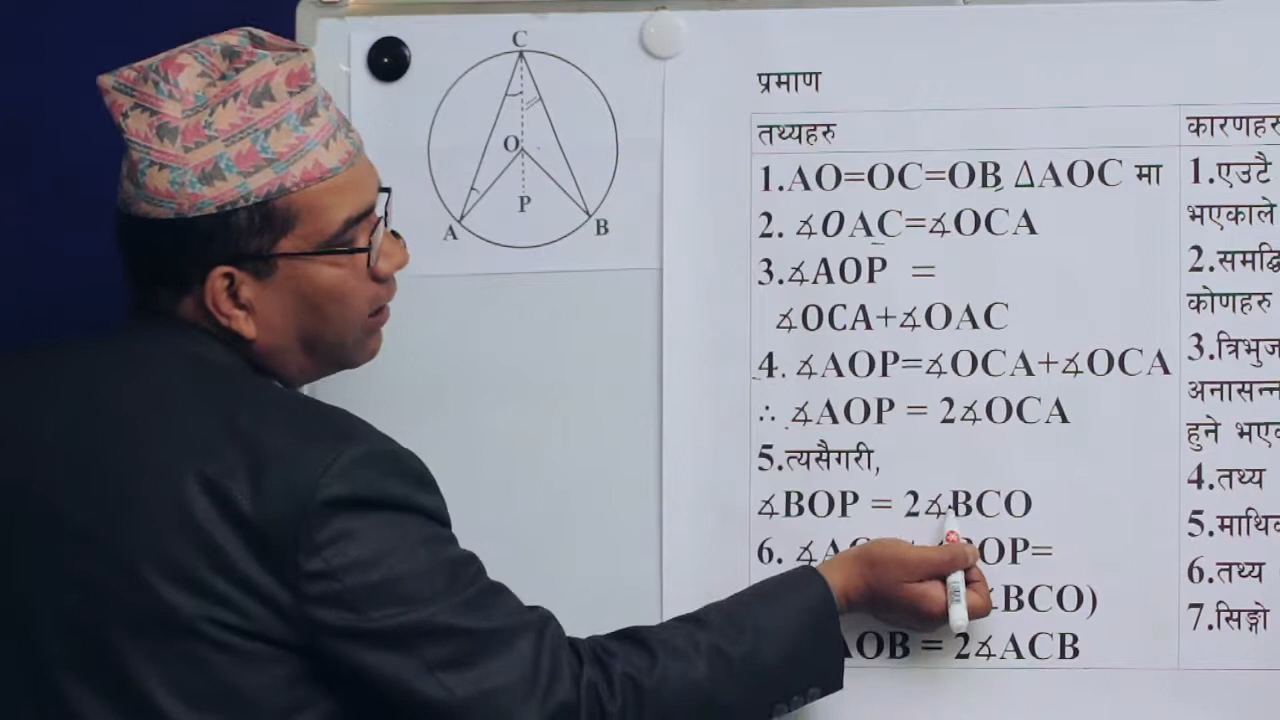 C
O
P
A
B
प्रमाण
तथ्यहरु
कारणहरु
1.AO=OC=OB, ΔAOC मा
1.एउटै
2. ∡OAC=∡OCA
भएकाले
3.∡AOP =
2.समद्वि
∡OCA+∡OAC
कोणहरु
4. ∡AOP=∡OCA+∡OCA
3.त्रिभुज
∴ ∡AOP = 2∡OCA
अनासन्न
5.त्यसैगरी,
हुने
∡BOP = 2∡BCO
4.तथ्य
6. OP=
5.माथि
∡BCO)
6.तथ्य
AOB = 2∡ACB
7.सिङ्गो